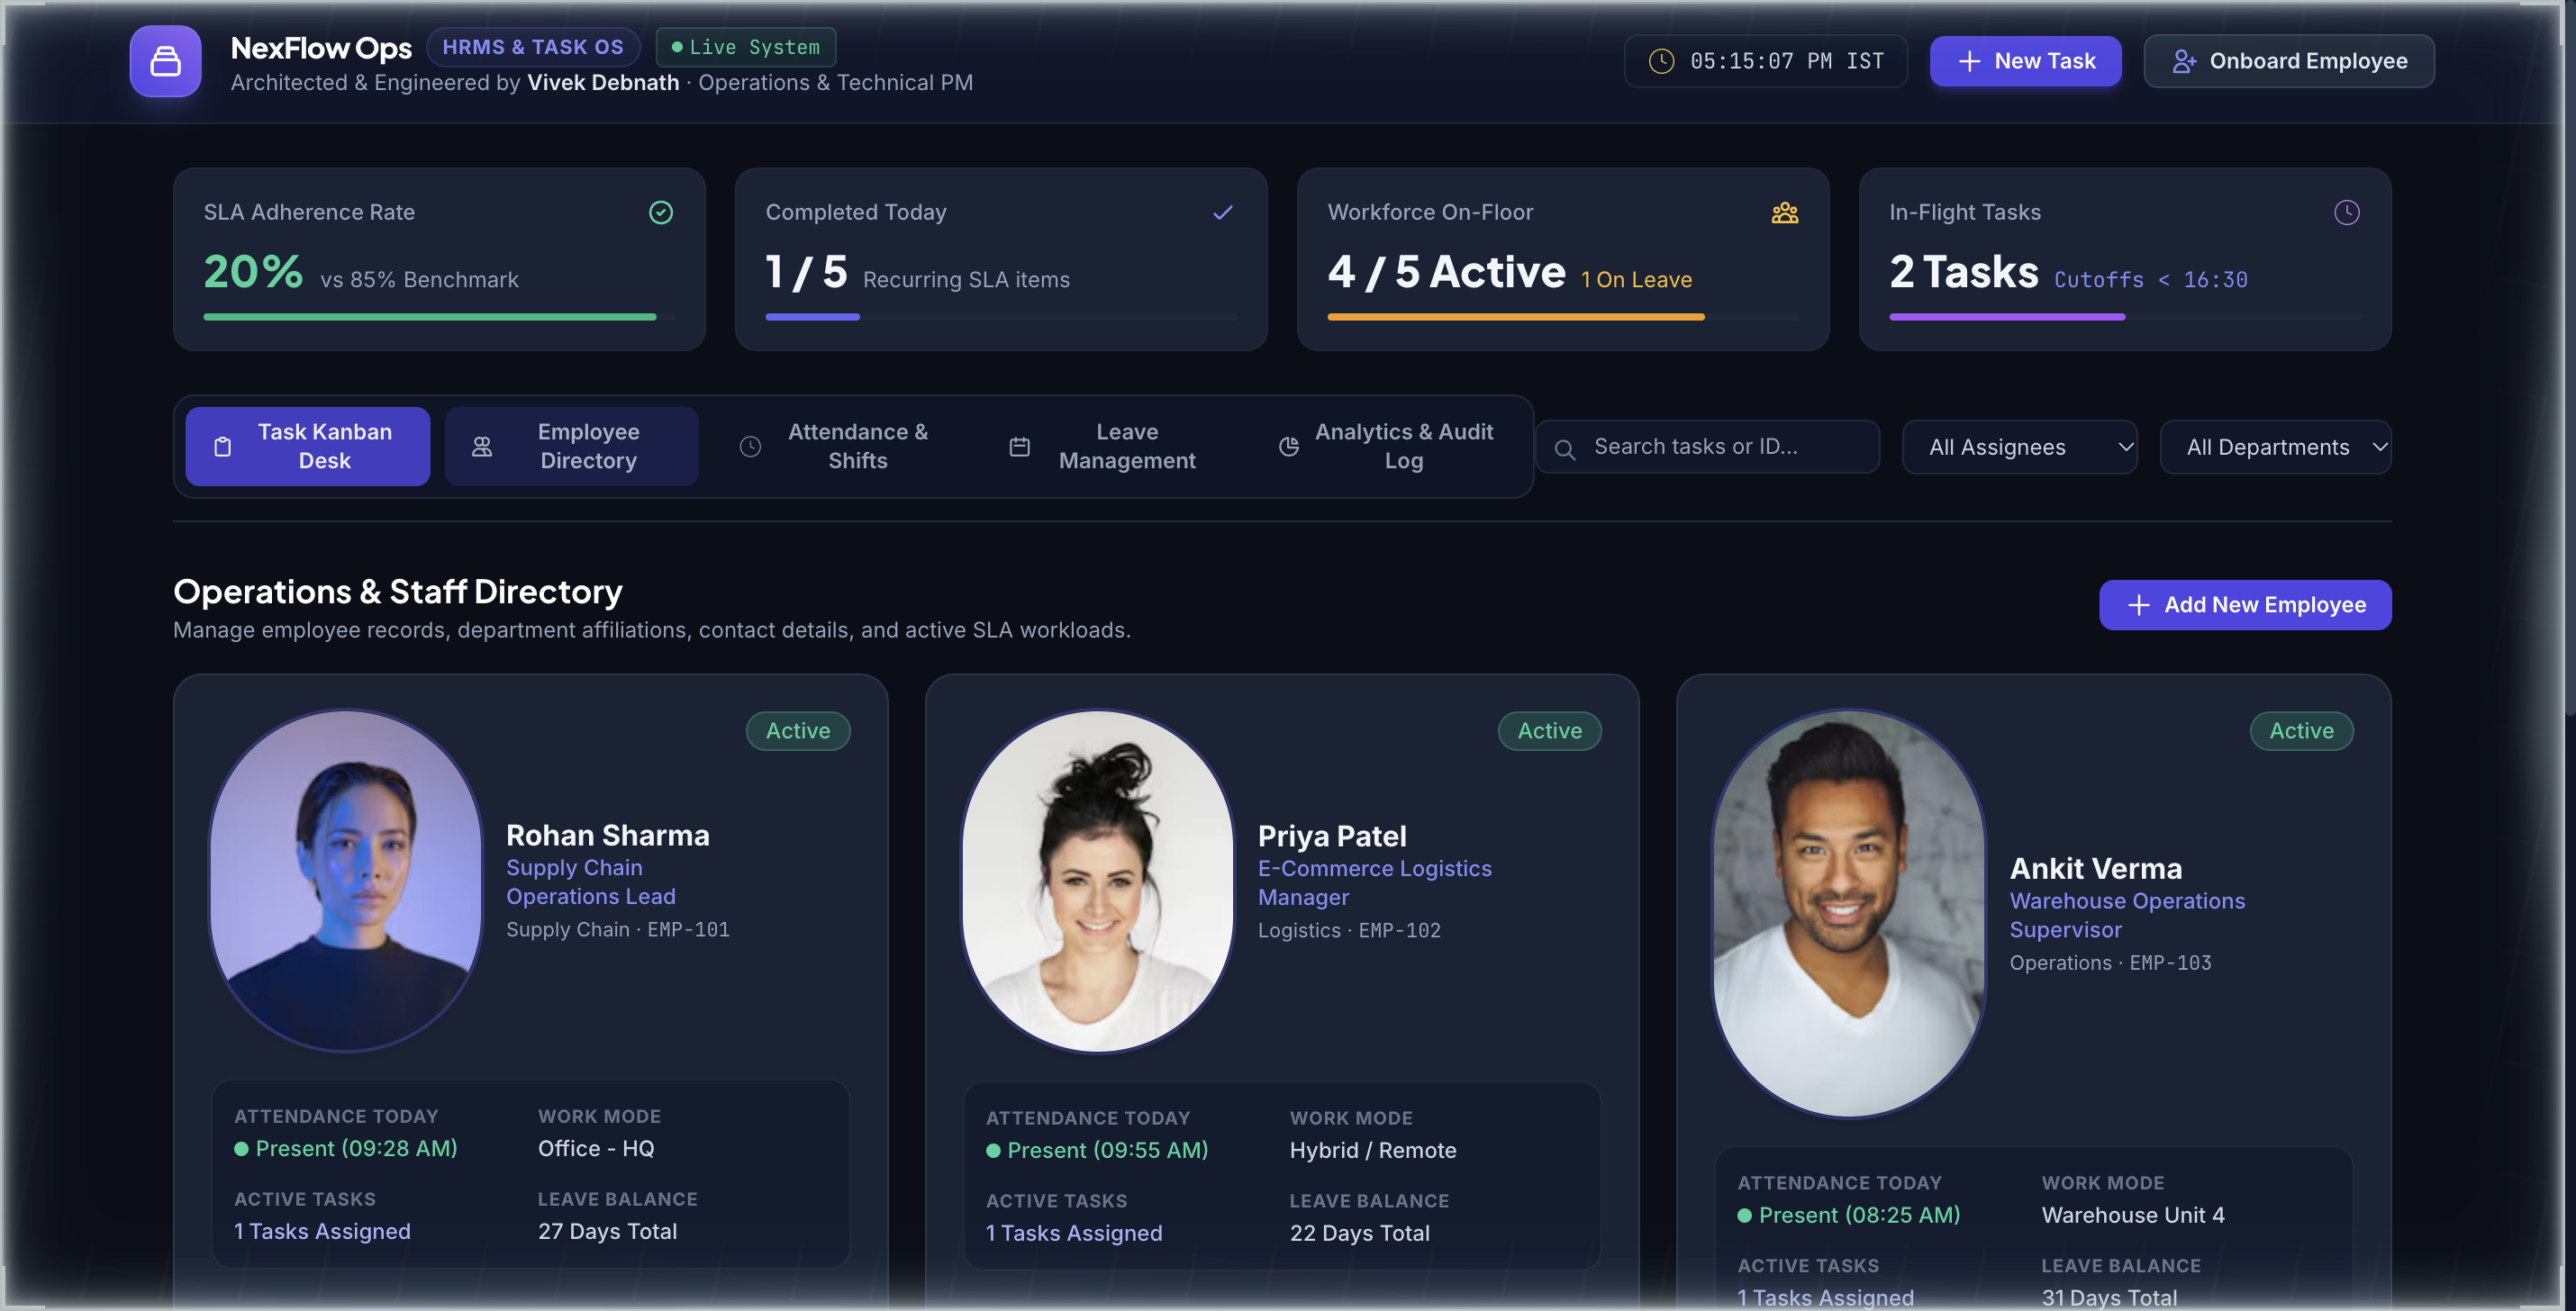 NexFlow Ops
HRMS & TASK OS
Live System
Architected & Engineered by Vivek Debnath · Operations & Technical PM
05:15:07 PM IST
New Task
Onboard Employee
SLA Adherence Rate
20% vs 85% Benchmark
Completed Today
1 / 5 Recurring SLA items
Workforce On-Floor
4 / 5 Active 1 On Leave
In-Flight Tasks
2 Tasks Cutoffs < 16:30
Task Kanban
Desk
Employee
Directory
Attendance &
Shifts
Leave
Management
Analytics & Audit
Log
Search tasks or ID...
All Assignees
All Departments
Operations & Staff Directory
Manage employee records, department affiliations, contact details, and active SLA workloads.
Add New Employee
Active
Rohan Sharma
Supply Chain
Operations Lead
Supply Chain · EMP-101
ATTENDANCE TODAY
Present (09:28 AM)
WORK MODE
Office - HQ
ACTIVE TASKS
1 Tasks Assigned
LEAVE BALANCE
27 Days Total
Active
Priya Patel
E-Commerce Logistics
Manager
Logistics · EMP-102
ATTENDANCE TODAY
Present (09:55 AM)
WORK MODE
Hybrid / Remote
ACTIVE TASKS
1 Tasks Assigned
LEAVE BALANCE
22 Days Total
Active
Ankit Verma
Warehouse Operations
Supervisor
Operations · EMP-103
ATTENDANCE TODAY
Present (08:25 AM)
WORK MODE
Warehouse Unit 4
ACTIVE TASKS
1 Tasks Assigned
LEAVE BALANCE
31 Days Total